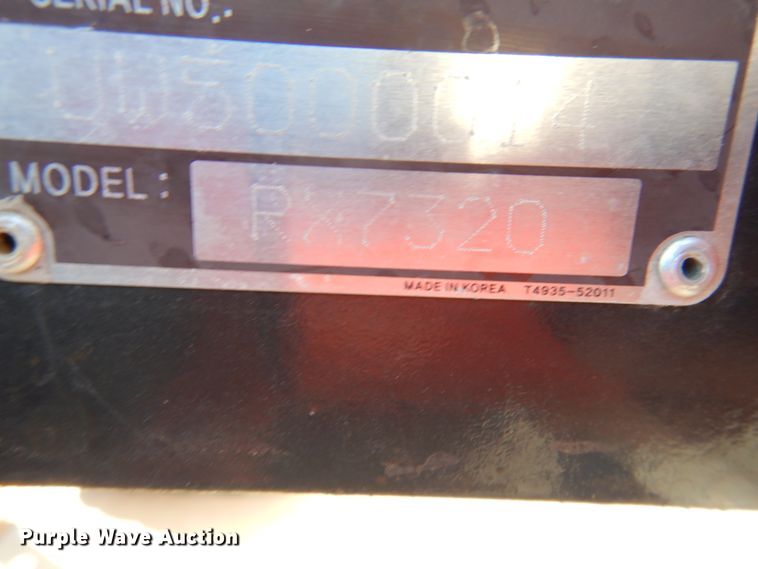 SERIAL NO.:
MODEL: RX7320
MADE IN KOREA T4935-52011
Purple Wave Auction